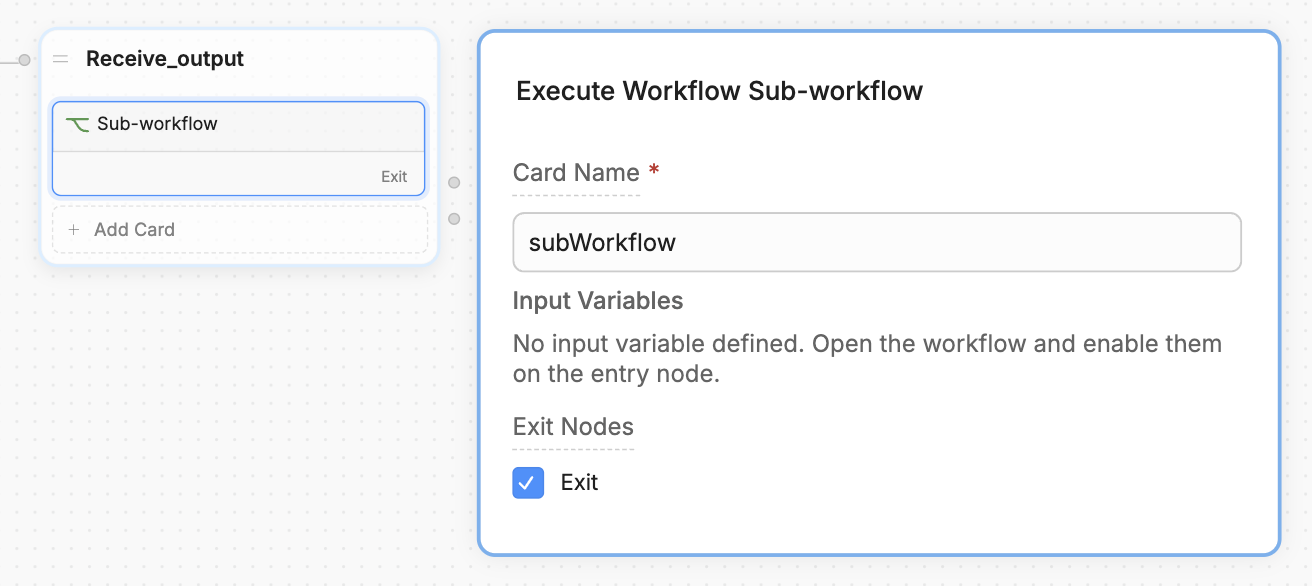 Receive_output
Sub-workflow
Exit
+ Add Card
Execute Workflow Sub-workflow
Card Name *
subWorkflow
Input Variables
No input variable defined. Open the workflow and enable them
on the entry node.
Exit Nodes
Exit